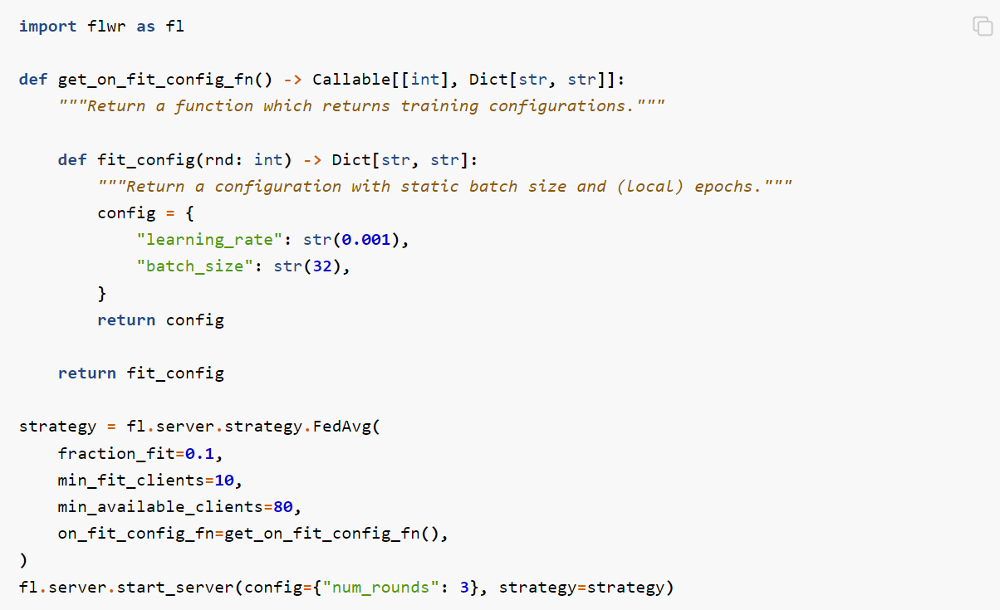 import flwr as fl
def get_on_fit_config_fn() -> Callable[[int], Dict[str, str]]:
    """Return a function which returns training configurations."""
    def fit_config(rnd: int) -> Dict[str, str]:
        """Return a configuration with static batch size and (local) epochs."""
        config = {
            "learning_rate": str(0.001),
            "batch_size": str(32),
        }
        return config
    return fit_config
strategy = fl.server.strategy.FedAvg(
    fraction_fit=0.1,
    min_fit_clients=10,
    min_available_clients=80,
    on_fit_config_fn=get_on_fit_config_fn(),
)
fl.server.start_server(config={"num_rounds": 3}, strategy=strategy)